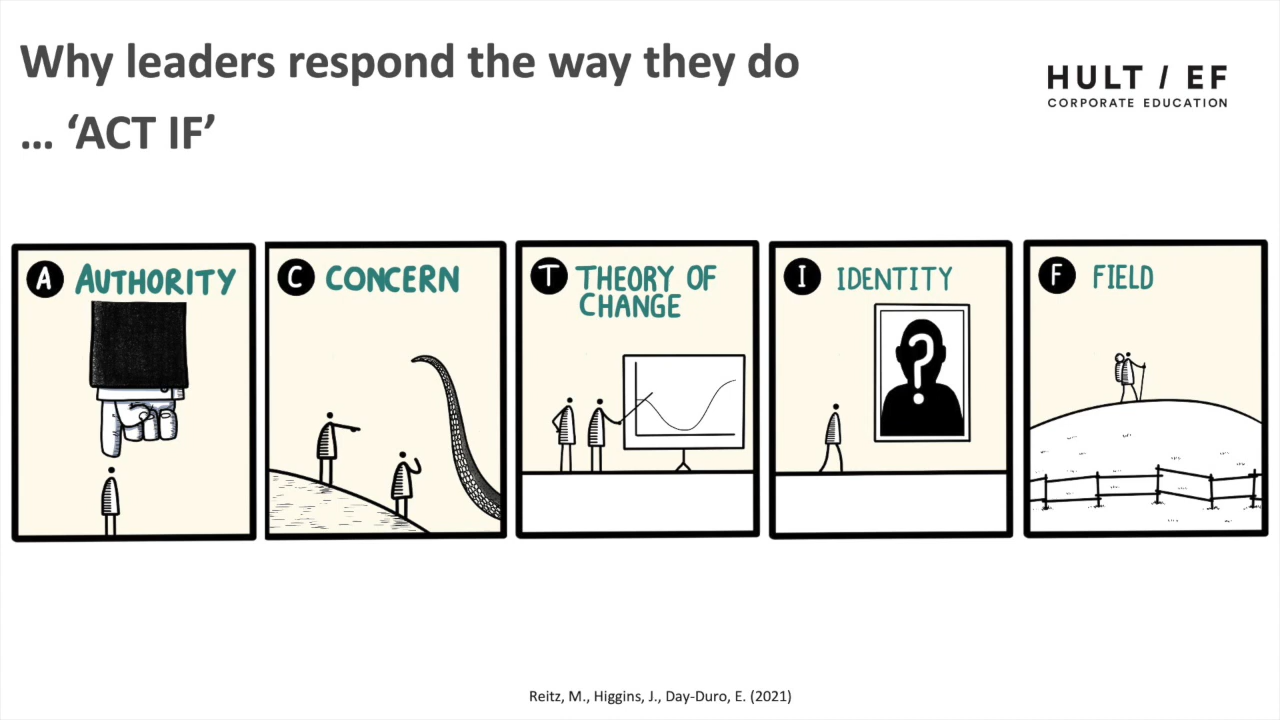 Why leaders respond the way they do
... ‘ACT IF’
HULT / EF
CORPORATE EDUCATION
A AUTHORITY
C CONCERN
T THEORY OF
CHANGE
I IDENTITY
?
F FIELD
Reitz, M., Higgins, J., Day-Duro, E. (2021)